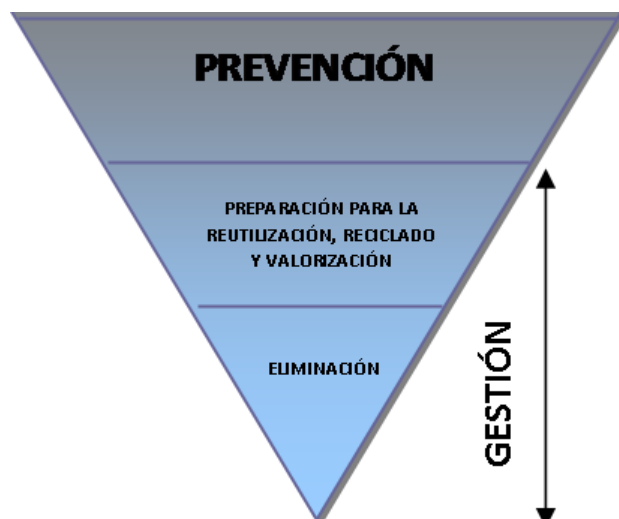 PREVENCIÓN
PREPARACIÓN PARA LA
REUTILIZACIÓN, RECICLADO
Y VALORIZACIÓN
ELIMINACIÓN
GESTIÓN